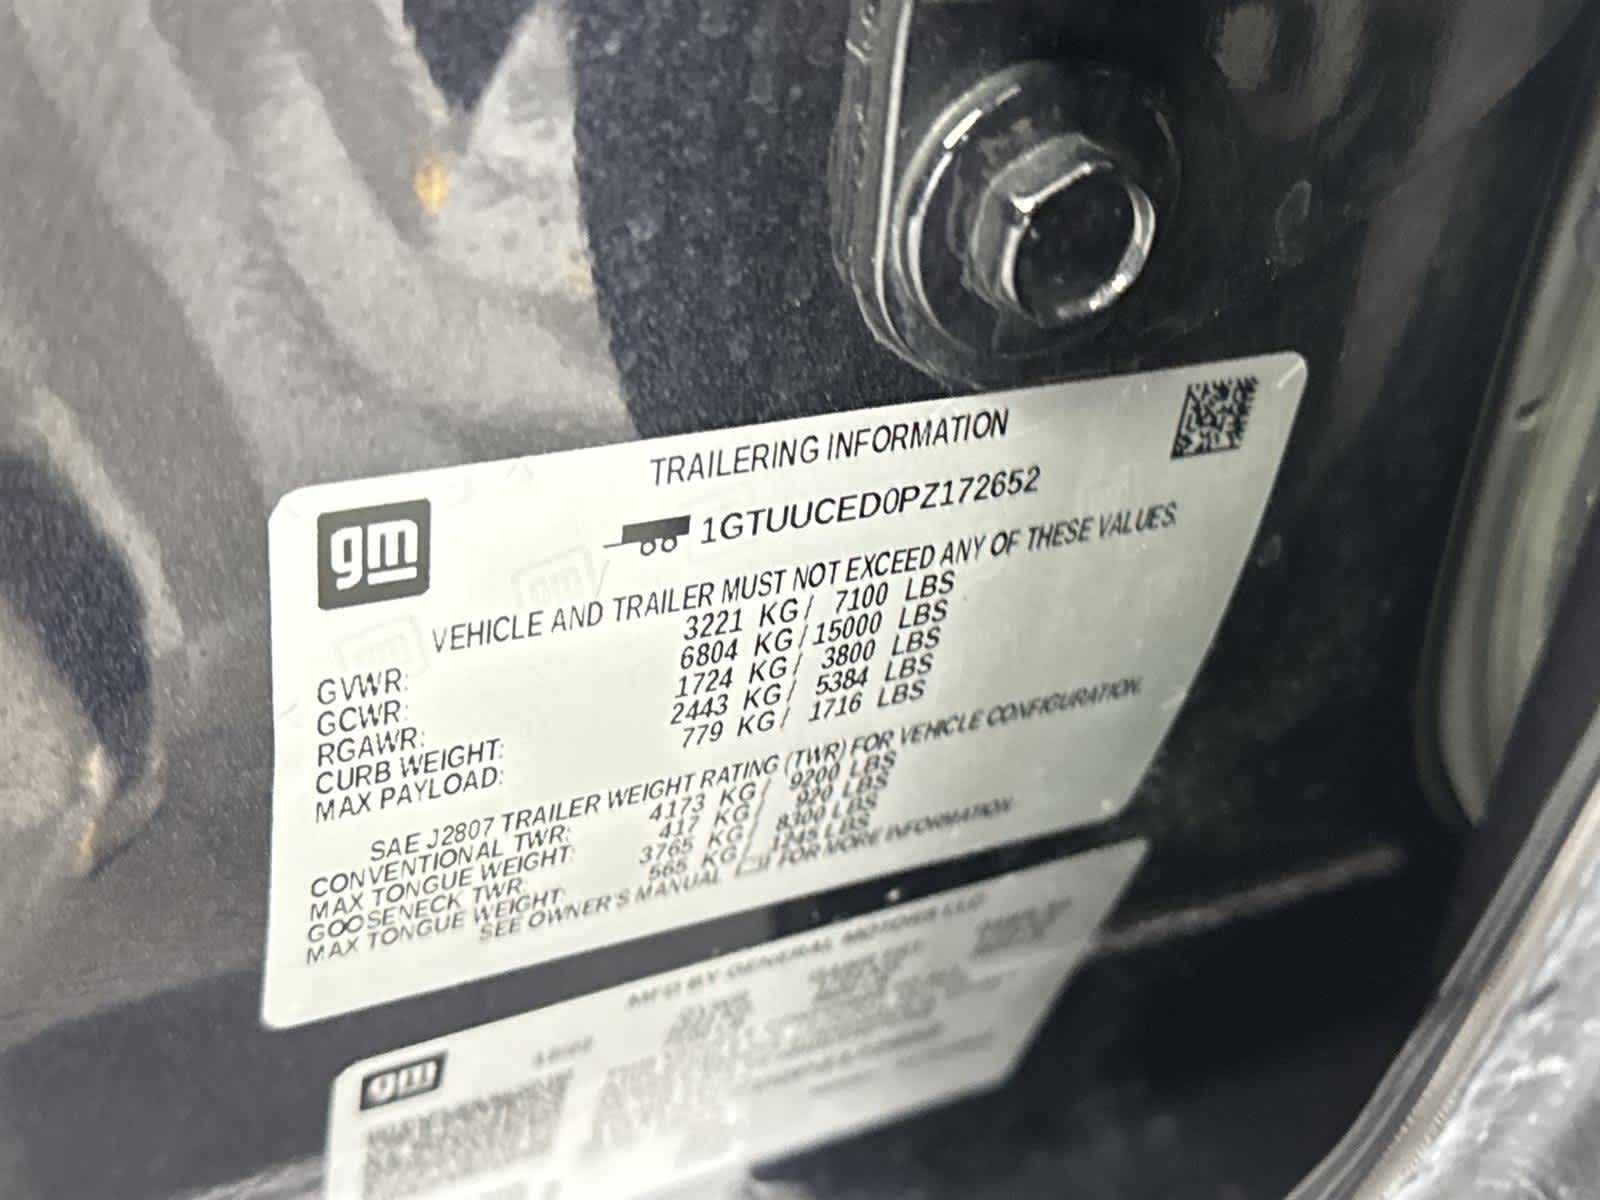 TRAILERING INFORMATION
gm
1GTUUCED0PZ172652
VEHICLE AND TRAILER MUST NOT EXCEED ANY OF THESE VALUES.
GVWR: 3221 KG/ 7100 LBS
GCWR: 6804 KG/15000 LBS
RGAWR: 1724 KG/ 3800 LBS
CURB WEIGHT: 2443 KG/ 5384 LBS
MAX PAYLOAD: 779 KG/ 1716 LBS
SAE J2807 TRAILER WEIGHT RATING (TWR) FOR VEHICLE CONFIGURATION.
CONVENTIONAL TWR: 4173 KG/ 9200 LBS
MAX TONGUE WEIGHT: 417 KG/ 920 LBS
GOOSENECK TWR: 3765 KG/ 8300 LBS
MAX TONGUE WEIGHT: 565 KG/ 1245 LBS
SEE OWNER'S MANUAL FOR MORE INFORMATION.
gm
MFD BY GENERAL MOTORS LLC